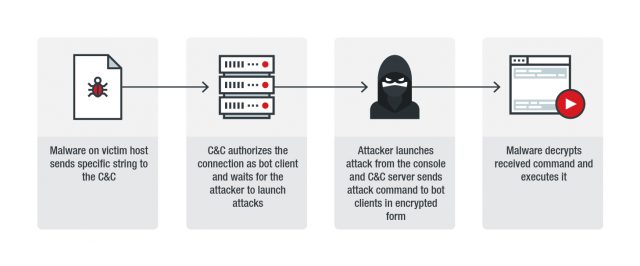 Malware on victim host
sends specific string to
the C&C
C&C authorizes the
connection as bot client
and waits for the
attacker to launch
attacks
Attacker launches
attack from the console
and C&C server sends
attack command to bot
clients in encrypted
form
Malware decrypts
received command and
executes it